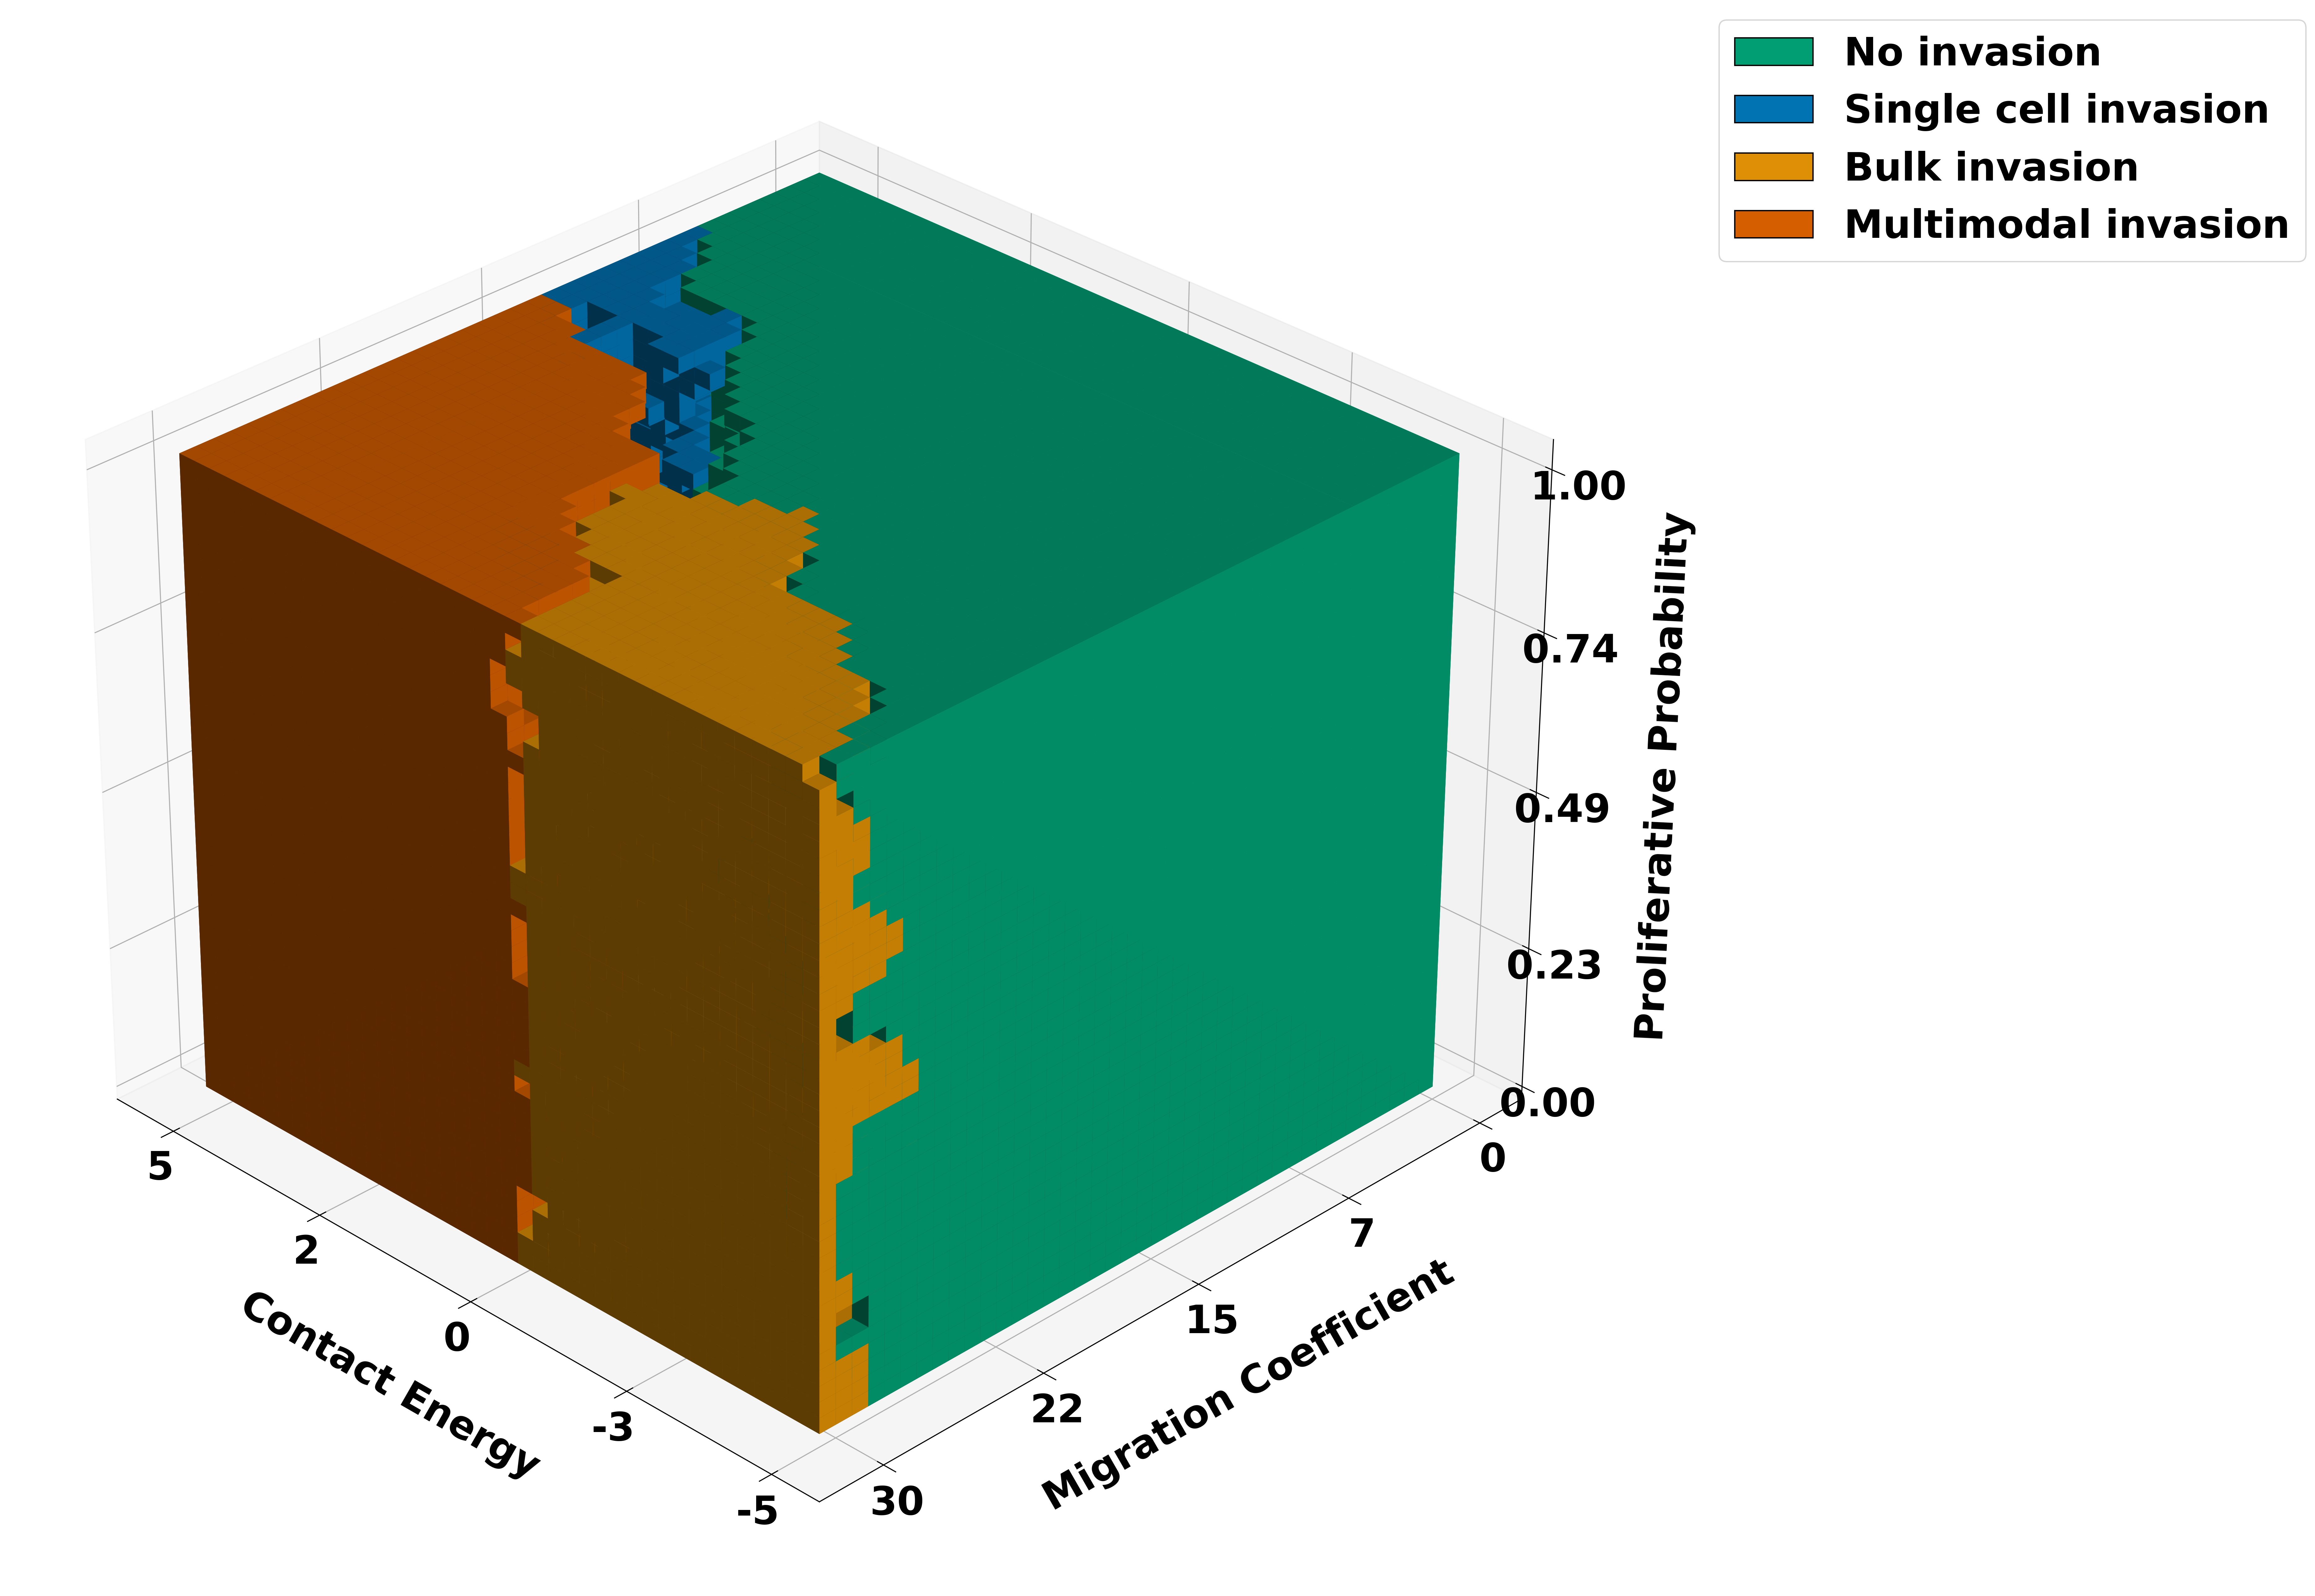 No invasion
Single cell invasion
Bulk invasion
Multimodal invasion
1.00
0.74
0.49
0.23
0.00
Proliferative Probability
5
2
0
-3
-5
Contact Energy
0
7
15
22
30
Migration Coefficient